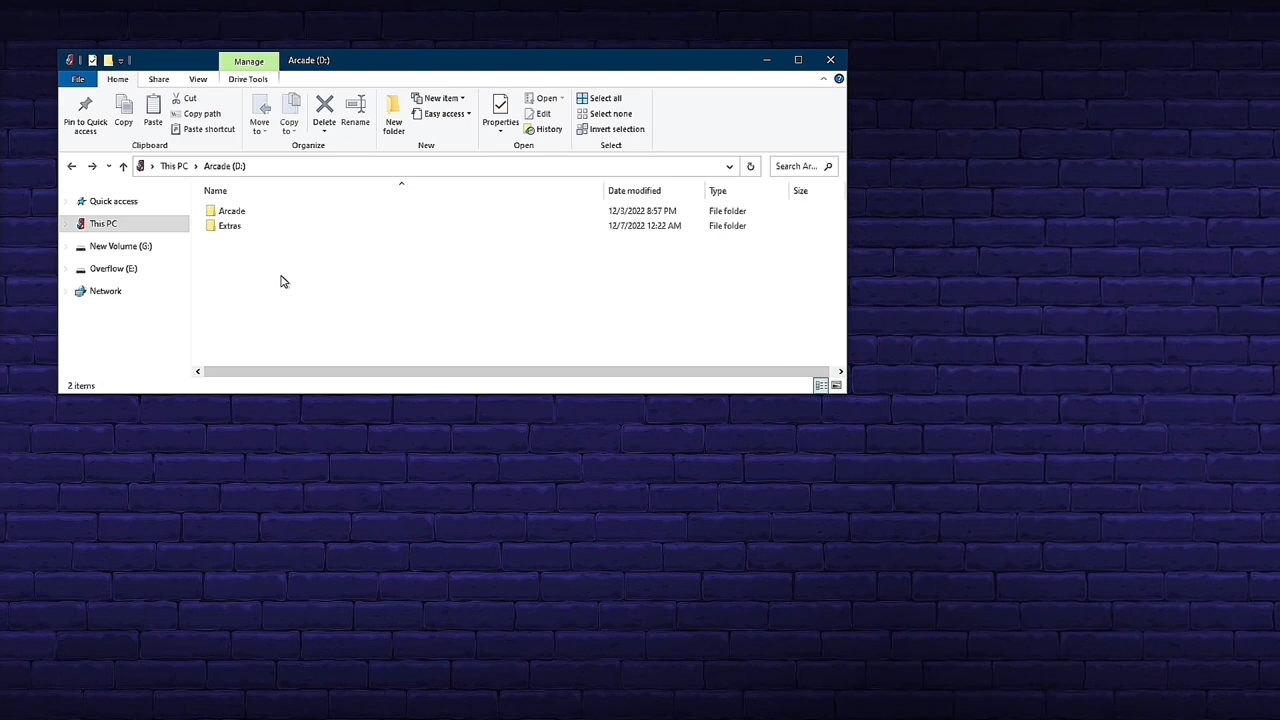 Manage Arcade (D:)
File Home Share View Drive Tools
Pin to Quick access
Copy
Paste
Cut
Copy path
Paste shortcut
Clipboard
Move to
Copy to
Delete
Rename
Organize
New folder
New item
Easy access
New
Properties
Open
Edit
History
Open
Select all
Select none
Invert selection
Select
This PC Arcade (D:) Search Ar...
Name Date modified Type Size
Quick access
This PC
New Volume (G:)
Overflow (E:)
Network
Arcade 12/3/2022 8:57 PM File folder
Extras 12/7/2022 12:22 AM File folder
2 items